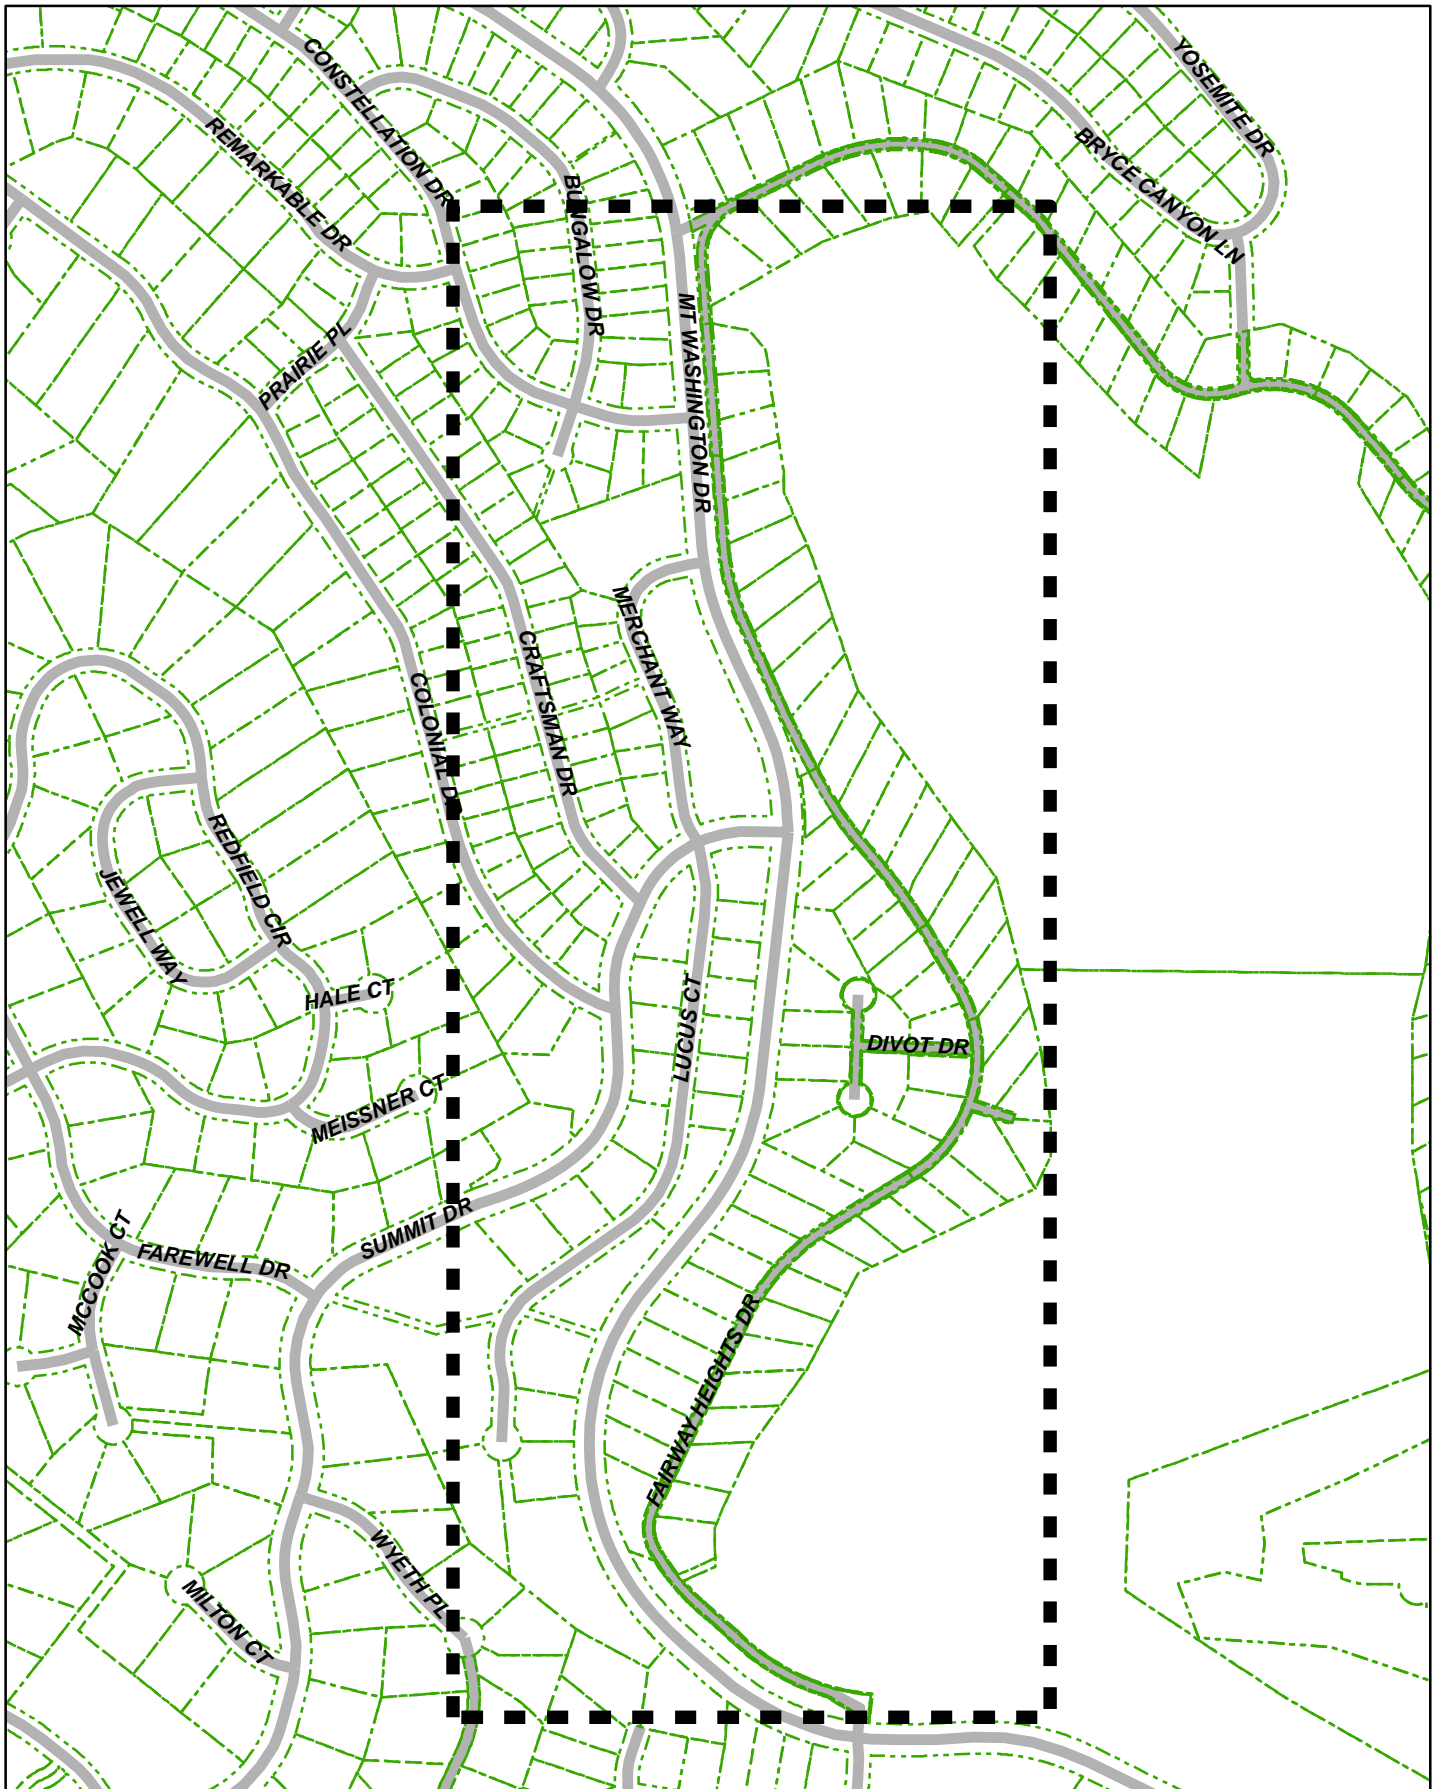 YOSEMITE DR
CONSTELLATION DR
REMARKABLE DR
BRYCE CANYON LN
BUNGALOW DR
MT WASHINGTON DR
PRAIRIE PL
MERCHANT WAY
CRAFTSMAN DR
COLONIAL DR
REDFIELD CIR
JEWELL WAY
HALE CT
LUCUS CT
DIVOT DR
MEISSNER CT
SUMMIT DR
MCCOOK CT
FAREWELL DR
FAIRWAY HEIGHTS DR
WYETH PL
MILTON CT